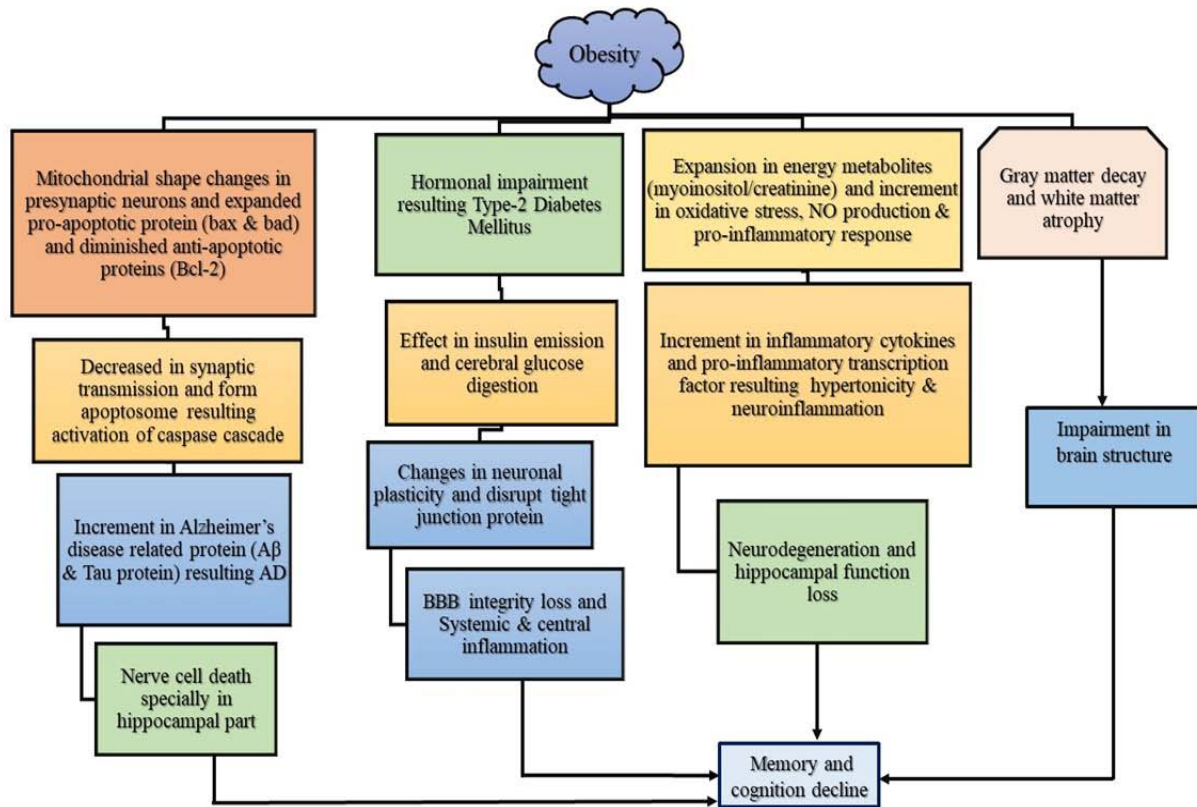 Obesity
Mitochondrial shape changes in
presynaptic neurons and expanded
pro-apoptotic protein (bax & bad)
and diminished anti-apoptotic
proteins (Bcl-2)
Decreased in synaptic
transmission and form
apoptosome resulting
activation of caspase cascade
Increment in Alzheimer's
disease related protein (Aβ
& Tau protein) resulting AD
Nerve cell death
specially in
hippocampal part
Hormonal impairment
resulting Type-2 Diabetes
Mellitus
Effect in insulin emission
and cerebral glucose
digestion
Changes in neuronal
plasticity and disrupt tight
junction protein
BBB integrity loss and
Systemic & central
inflammation
Expansion in energy metabolites
(myoinositol/creatinine) and increment
in oxidative stress, NO production &
pro-inflammatory response
Increment in inflammatory cytokines
and pro-inflammatory transcription
factor resulting hypertonicity &
neuroinflammation
Neurodegeneration and
hippocampal function
loss
Gray matter decay
and white matter
atrophy
Impairment in
brain structure
Memory and
cognition decline